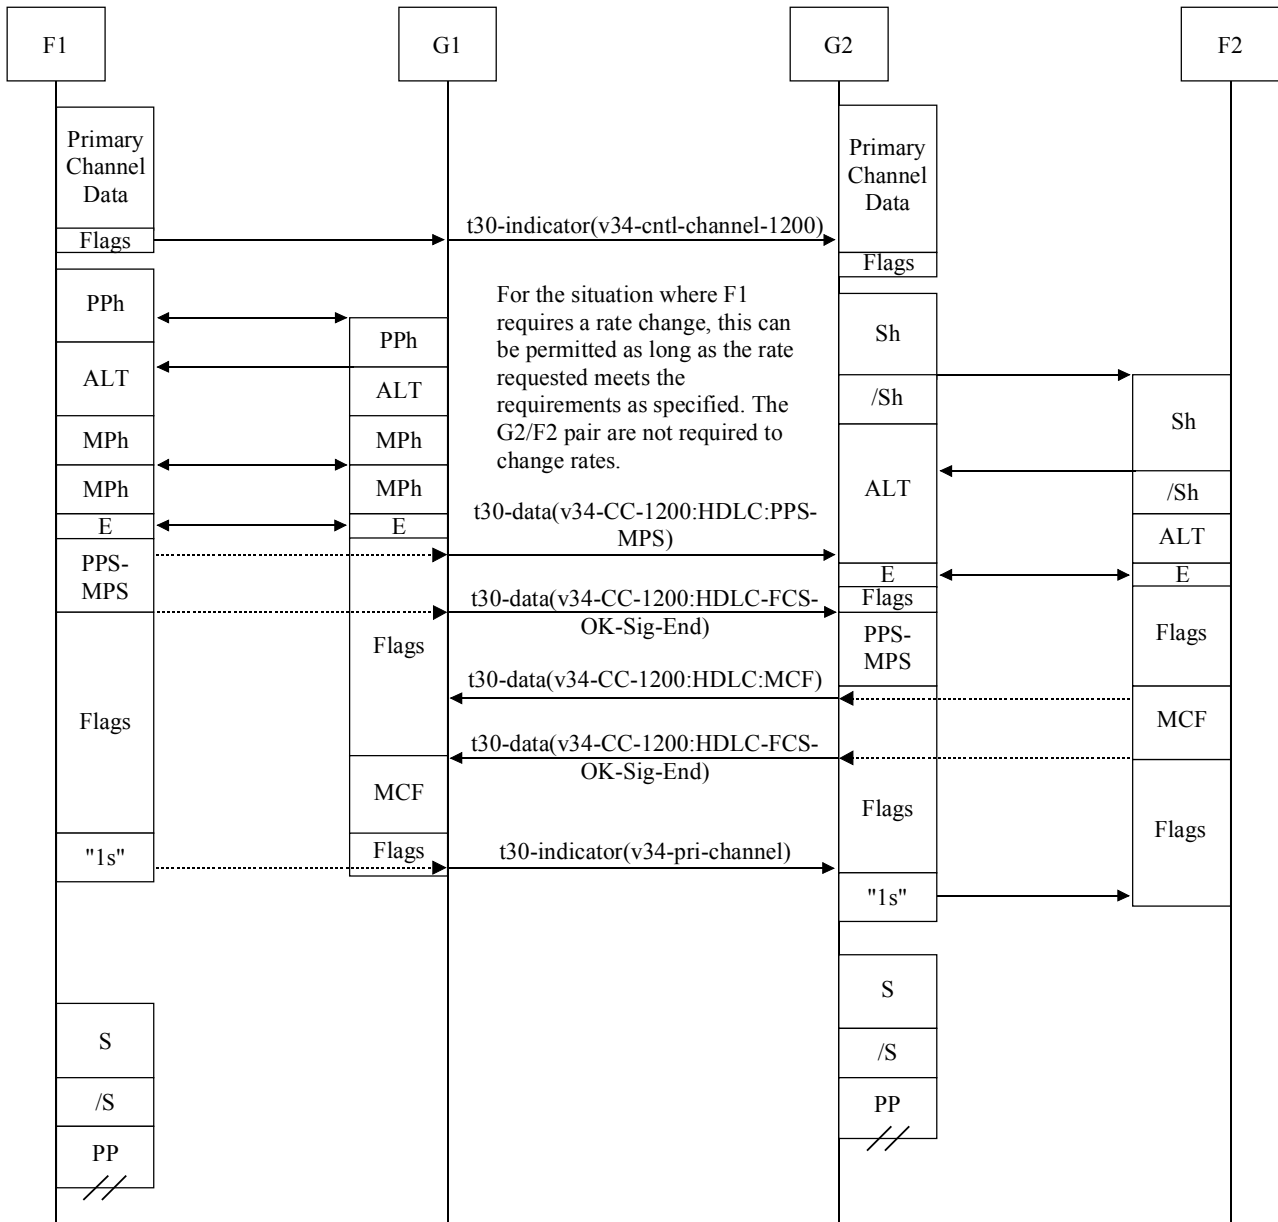 F1
G1
G2
F2
Primary
Channel
Data
Flags
Primary
Channel
Data
Flags
t30-indicator(v34-cntl-channel-1200)
For the situation where F1
requires a rate change, this can
be permitted as long as the rate
requested meets the
requirements as specified. The
G2/F2 pair are not required to
change rates.
PPh
ALT
MPh
MPh
E
PPS-
MPS
Flags
"1s"
S
/S
PP
PPh
ALT
MPh
MPh
E
Flags
MCF
Flags
t30-data(v34-CC-1200:HDLC:PPS-
MPS)
t30-data(v34-CC-1200:HDLC-FCS-
OK-Sig-End)
t30-data(v34-CC-1200:HDLC:MCF)
t30-data(v34-CC-1200:HDLC-FCS-
OK-Sig-End)
t30-indicator(v34-pri-channel)
Sh
/Sh
ALT
E
Flags
PPS-
MPS
Flags
"1s"
S
/S
PP
Sh
/Sh
ALT
E
Flags
MCF
Flags